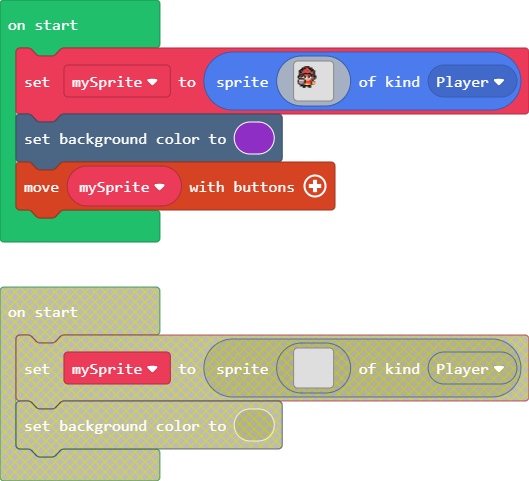 on start
set mySprite to sprite of kind Player
set background color to
move mySprite with buttons
on start
set mySprite to sprite of kind Player
set background color to